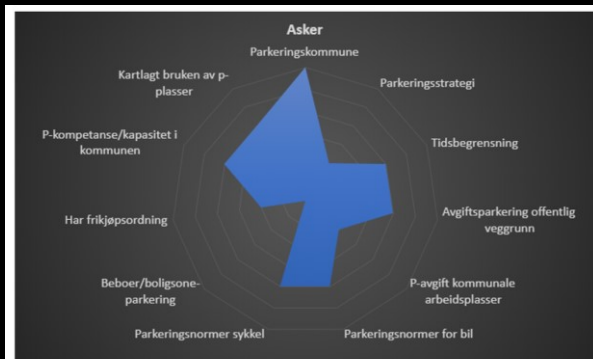 Asker
Parkeringskommune
Kartlagt bruken av p-
plasser
Parkeringsstrategi
P-kompetanse/kapasitet i
kommunen
Tidsbegrensning
Har frikjøpsordning
Avgiftsparkering offentlig
veggrunn
Beboer/boligsone-
parkering
P-avgift kommunale
arbeidsplasser
Parkeringsnormer sykkel
Parkeringsnormer for bil